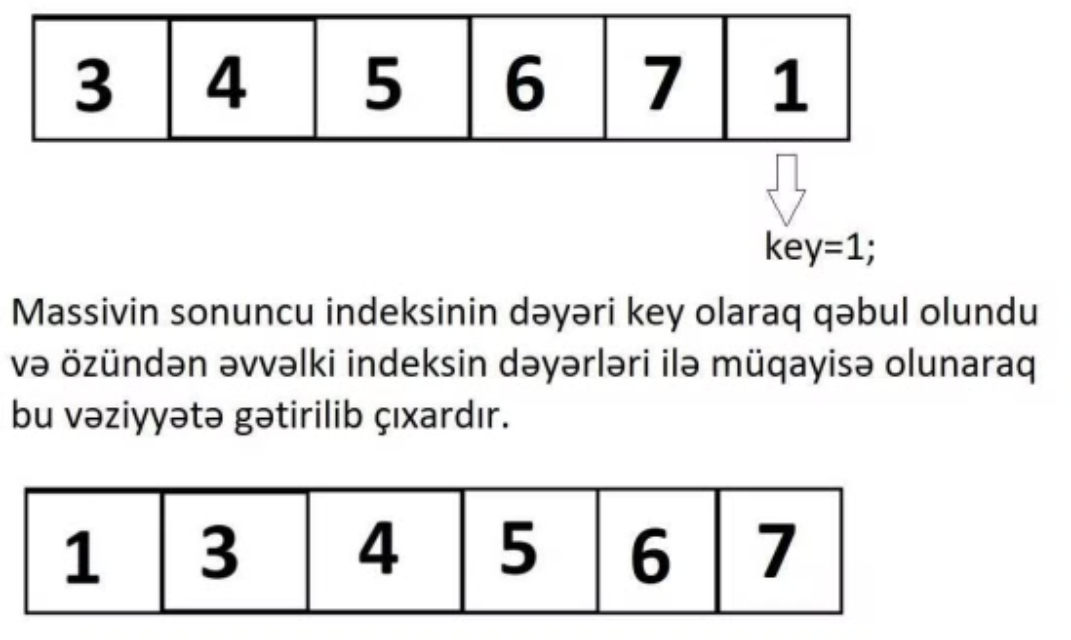 3 4 5 6 7 1
key=1;
Massivin sonuncu indeksinin dəyəri key olaraq qəbul olundu
və özündən əvvəlki indeksin dəyərləri ilə müqayisə olunaraq
bu vəziyyətə gətirilib çıxardır.
1 3 4 5 6 7